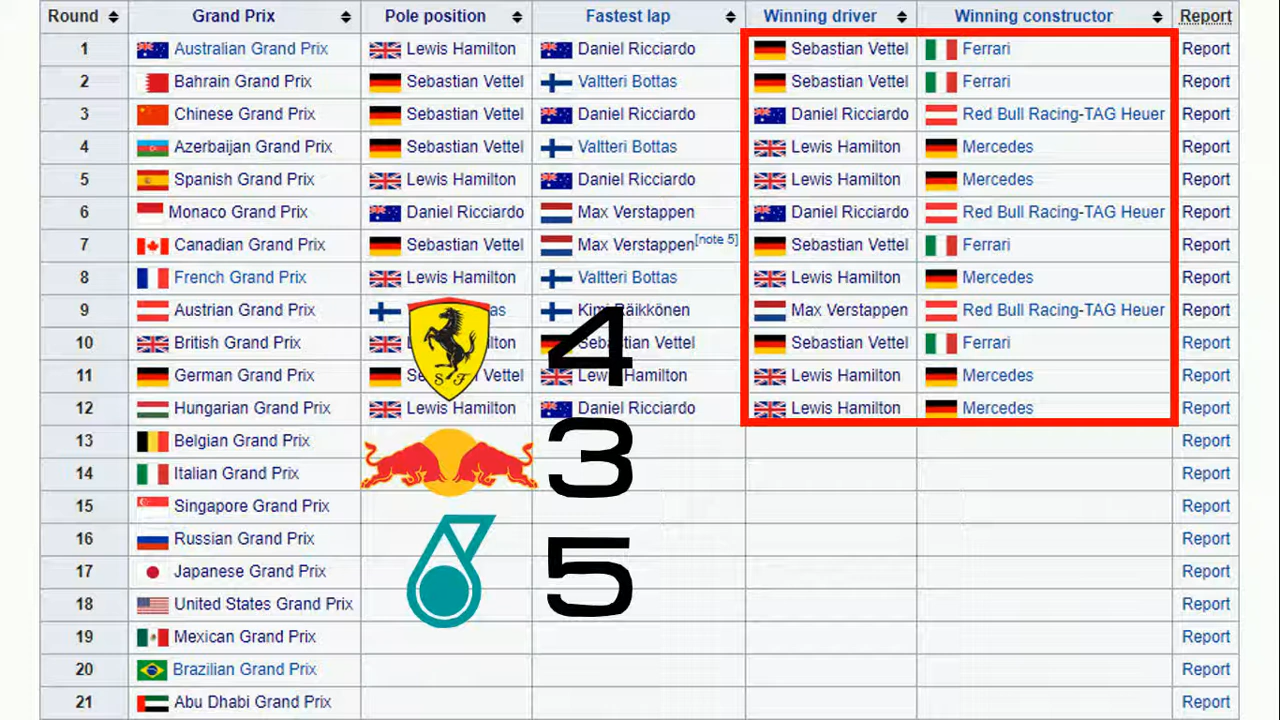 Round Grand Prix Pole position Fastest lap Winning driver Winning constructor Report
1 Australian Grand Prix Lewis Hamilton Daniel Ricciardo Sebastian Vettel Ferrari Report
2 Bahrain Grand Prix Sebastian Vettel Valtteri Bottas Sebastian Vettel Ferrari Report
3 Chinese Grand Prix Sebastian Vettel Daniel Ricciardo Daniel Ricciardo Red Bull Racing-TAG Heuer Report
4 Azerbaijan Grand Prix Sebastian Vettel Valtteri Bottas Lewis Hamilton Mercedes Report
5 Spanish Grand Prix Lewis Hamilton Daniel Ricciardo Lewis Hamilton Mercedes Report
6 Monaco Grand Prix Daniel Ricciardo Max Verstappen Daniel Ricciardo Red Bull Racing-TAG Heuer Report
7 Canadian Grand Prix Sebastian Vettel Max Verstappen[note 5] Sebastian Vettel Ferrari Report
8 French Grand Prix Lewis Hamilton Valtteri Bottas Lewis Hamilton Mercedes Report
9 Austrian Grand Prix Kimi Räikkönen Max Verstappen Red Bull Racing-TAG Heuer Report
10 British Grand Prix Sebastian Vettel Sebastian Vettel Ferrari Report
11 German Grand Prix Vettel Hamilton Lewis Hamilton Mercedes Report
12 Hungarian Grand Prix Lewis Hamilton Daniel Ricciardo Lewis Hamilton Mercedes Report
13 Belgian Grand Prix Report
14 Italian Grand Prix Report
15 Singapore Grand Prix Report
16 Russian Grand Prix Report
17 Japanese Grand Prix Report
18 United States Grand Prix Report
19 Mexican Grand Prix Report
20 Brazilian Grand Prix Report
21 Abu Dhabi Grand Prix Report
S F
4
3
5